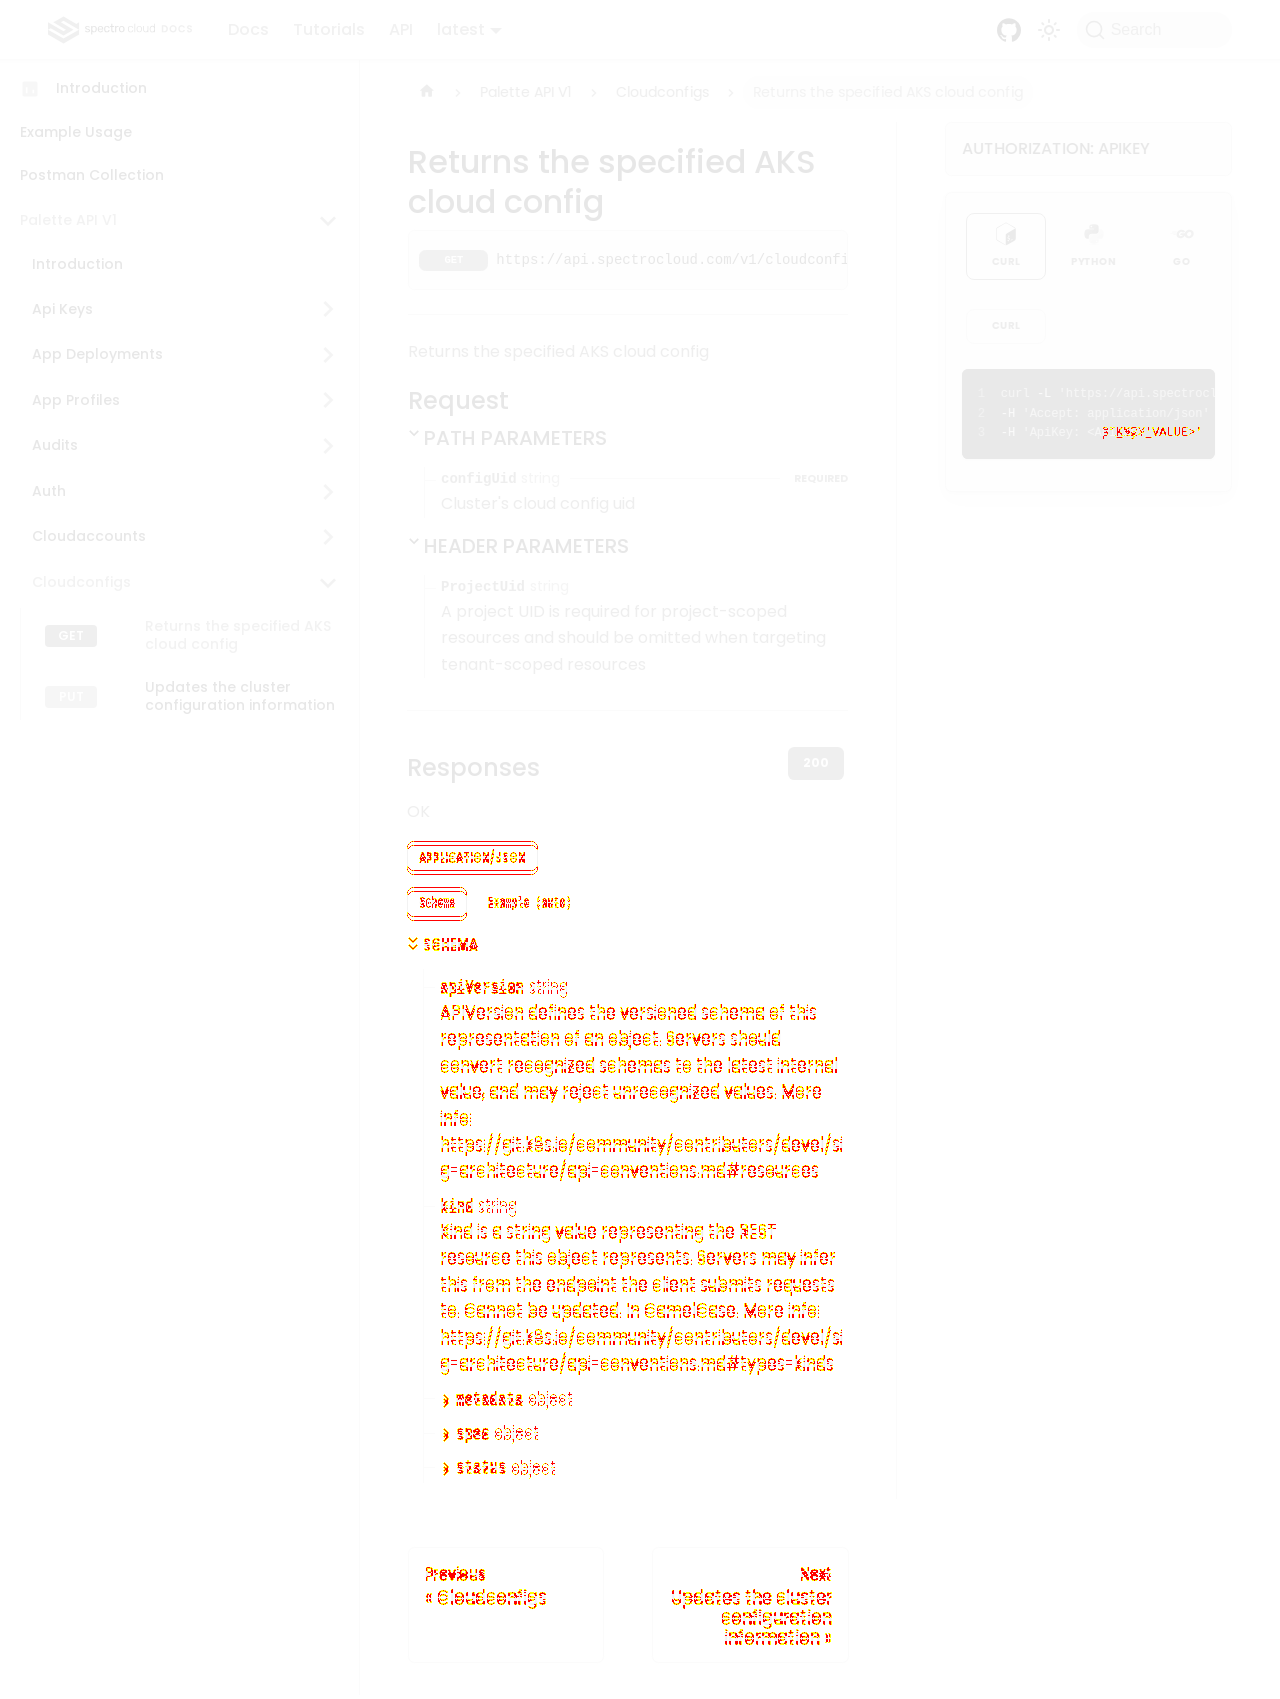 spectro cloud DOCS
Docs
Tutorials
API
latest
Search
Introduction
Example Usage
Postman Collection
Palette API V1
Introduction
Api Keys
App Deployments
App Profiles
Audits
Auth
Cloudaccounts
Cloudconfigs
GET
Returns the specified AKS
cloud config
PUT
Updates the cluster
configuration information
Palette API V1
Cloudconfigs
Returns the specified AKS cloud config
Returns the specified AKS
cloud config
GET
https://api.spectrocloud.com/v1/cloudconfi
Returns the specified AKS cloud config
Request
PATH PARAMETERS
configUid string
REQUIRED
Cluster's cloud config uid
HEADER PARAMETERS
ProjectUid string
A project UID is required for project-scoped
resources and should be omitted when targeting
tenant-scoped resources
Responses
200
OK
APPLICATION/JSON
Schema
Example (auto)
SCHEMA
apiVersion string
APIVersion defines the versioned schema of this
representation of an object. Servers should
convert recognized schemas to the latest internal
value, and may reject unrecognized values. More
info:
https://git.k8s.io/community/contributors/devel/si
g-architecture/api-conventions.md#resources
kind string
Kind is a string value representing the REST
resource this object represents. Servers may infer
this from the endpoint the client submits requests
to. Cannot be updated. In CamelCase. More info:
https://git.k8s.io/community/contributors/devel/si
g-architecture/api-conventions.md#types-kinds
metadata object
spec object
status object
Previous
« Cloudconfigs
Next
Updates the cluster
configuration
information »
AUTHORIZATION: APIKEY
CURL
PYTHON
GO
GO
CURL
1 curl -L 'https://api.spectrocl
2 -H 'Accept: application/json'
3 -H 'ApiKey: